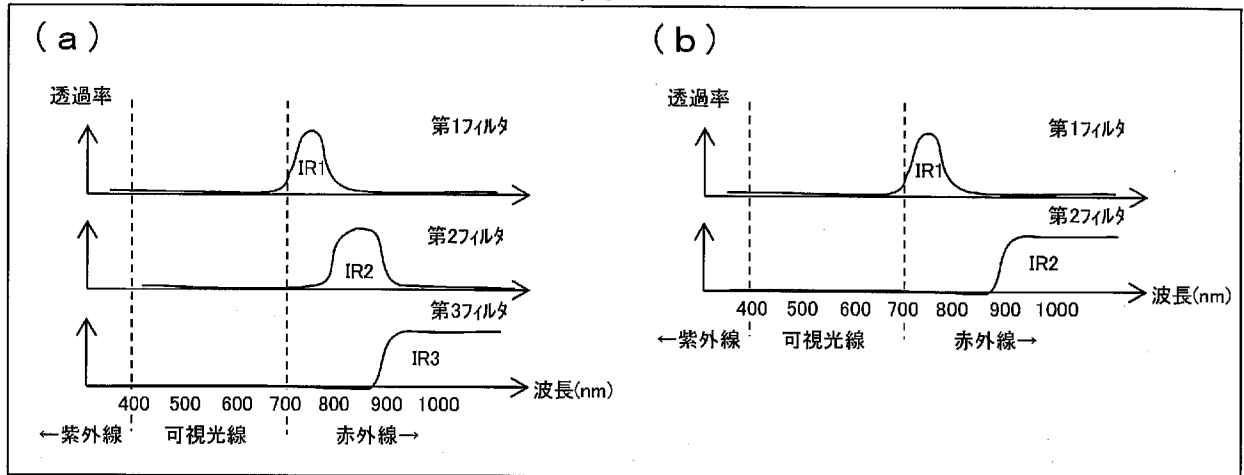 (a)
透過率
第1フィルタ
IR1
第2フィルタ
IR2
第3フィルタ
IR3
波長(nm)
400 500 600 700 800 900 1000
←紫外線 可視光線 赤外線→
(b)
透過率
第1フィルタ
IR1
第2フィルタ
IR2
波長(nm)
400 500 600 700 800 900 1000
←紫外線 可視光線 赤外線→